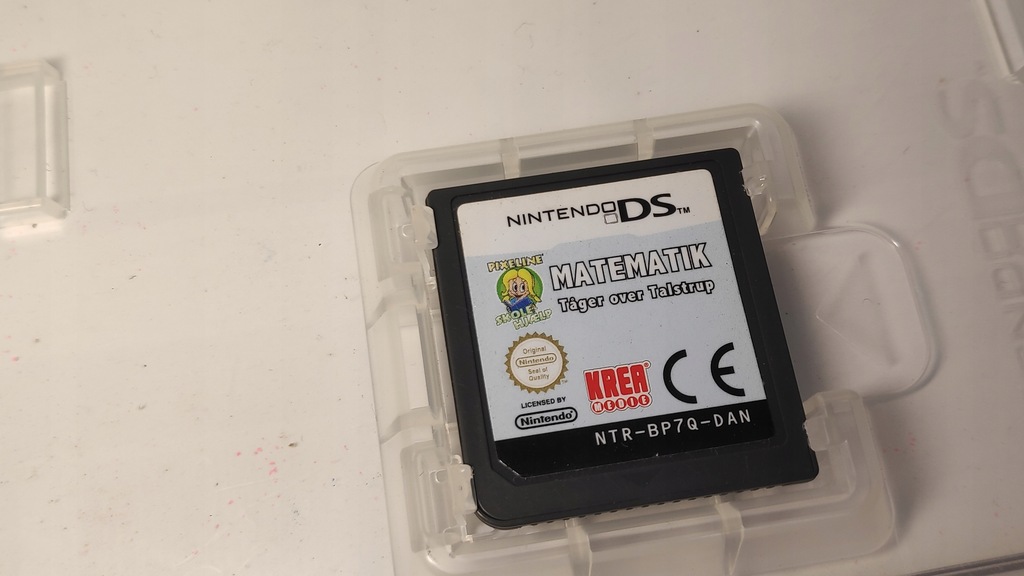 NINTENDO DS™
PIXELINE
SKOLE
HJÆLP
MATEMATIK
Tåger over Talstrup
Original
Nintendo
Seal of
Quality
LICENSED BY
Nintendo®
KREA®
MEDIE
CE
NTR-BP7Q-DAN